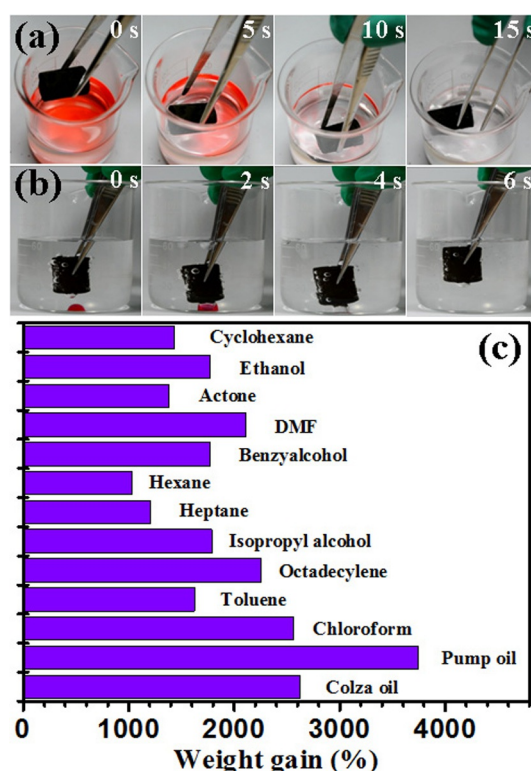 (a) 0 s 5 s 10 s 15 s
(b) 0 s 2 s 4 s 6 s
(c)
Cyclohexane
Ethanol
Actone
DMF
Benzyalcohol
Hexane
Heptane
Isopropyl alcohol
Octadecylene
Toluene
Chloroform
Pump oil
Colza oil
0 1000 2000 3000 4000
Weight gain (%)